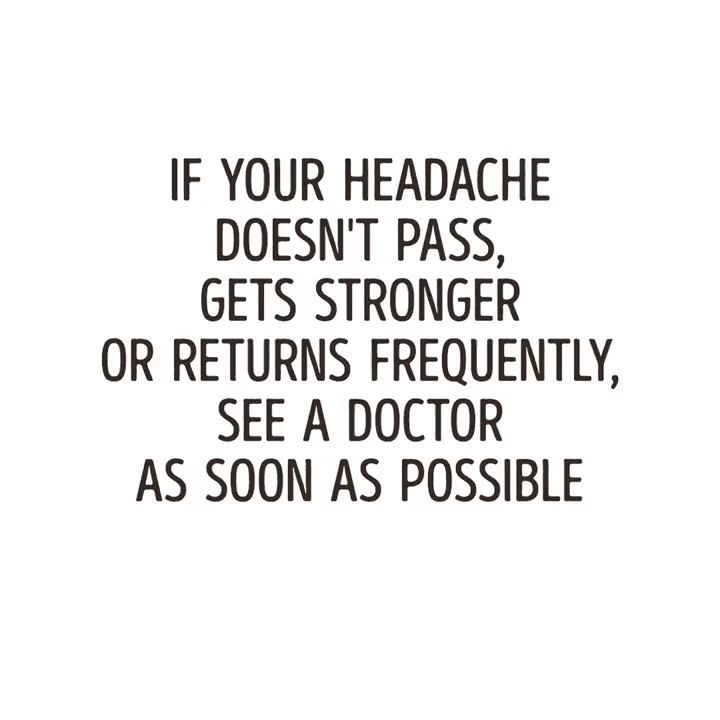 IF YOUR HEADACHE
DOESN'T PASS,
GETS STRONGER
OR RETURNS FREQUENTLY,
SEE A DOCTOR
AS SOON AS POSSIBLE